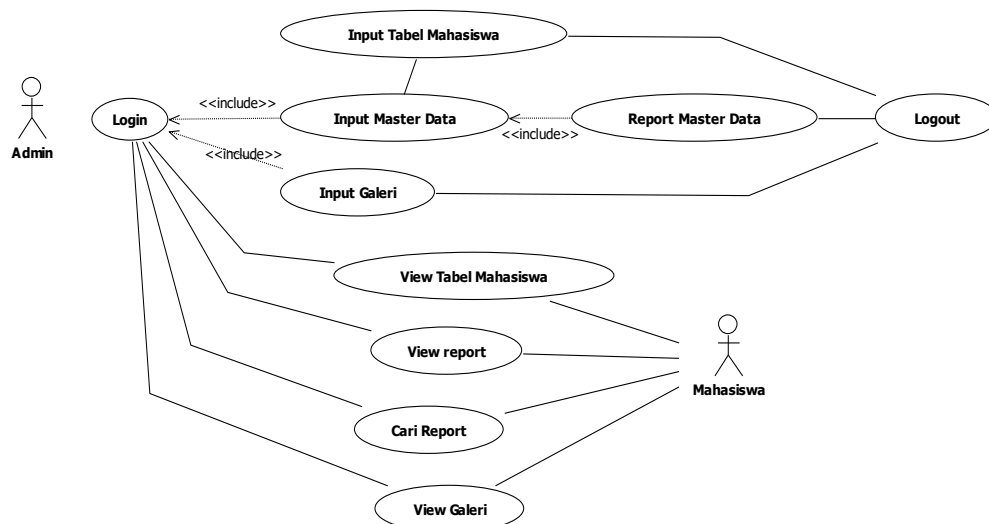 Input Tabel Mahasiswa
<<include>>
Admin
Login
Input Master Data
<<include>>
Report Master Data
Logout
<<include>>
Input Galeri
View Tabel Mahasiswa
View report
Mahasiswa
Cari Report
View Galeri